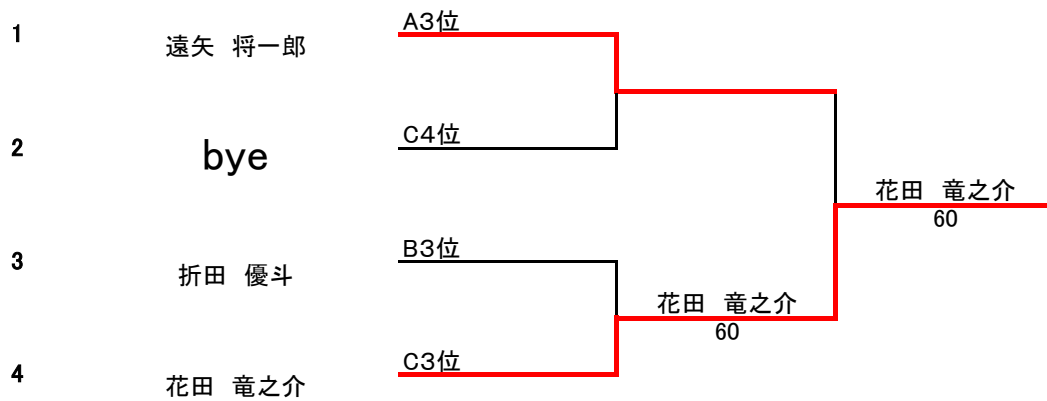 1
遠矢　将一郎
A3位
2
bye
C4位
花田　竜之介
60
3
折田　優斗
B3位
花田　竜之介
60
4
花田　竜之介
C3位